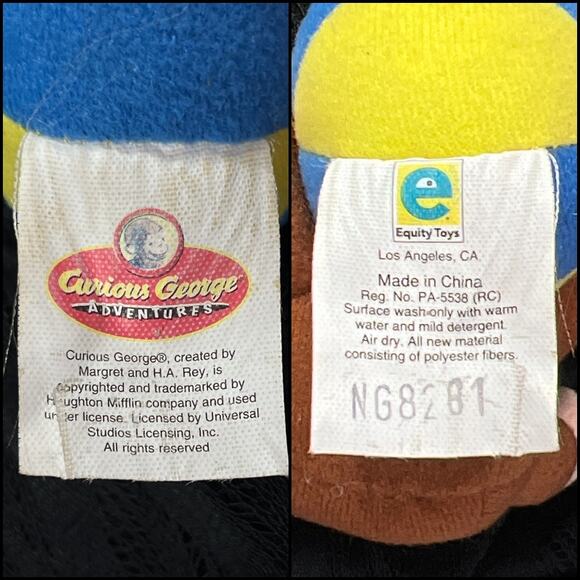 Curious George
ADVENTURES
Curious George®, created by
Margret and H.A. Rey, is
copyrighted and trademarked by
Houghton Mifflin company and used
under license. Licensed by Universal
Studios Licensing, Inc.
All rights reserved
e
Equity Toys
Los Angeles, CA
Made in China
Reg. No. PA-5538 (RC)
Surface wash-only with warm
water and mild detergent.
Air dry. All new material
consisting of polyester fibers.
NG8281